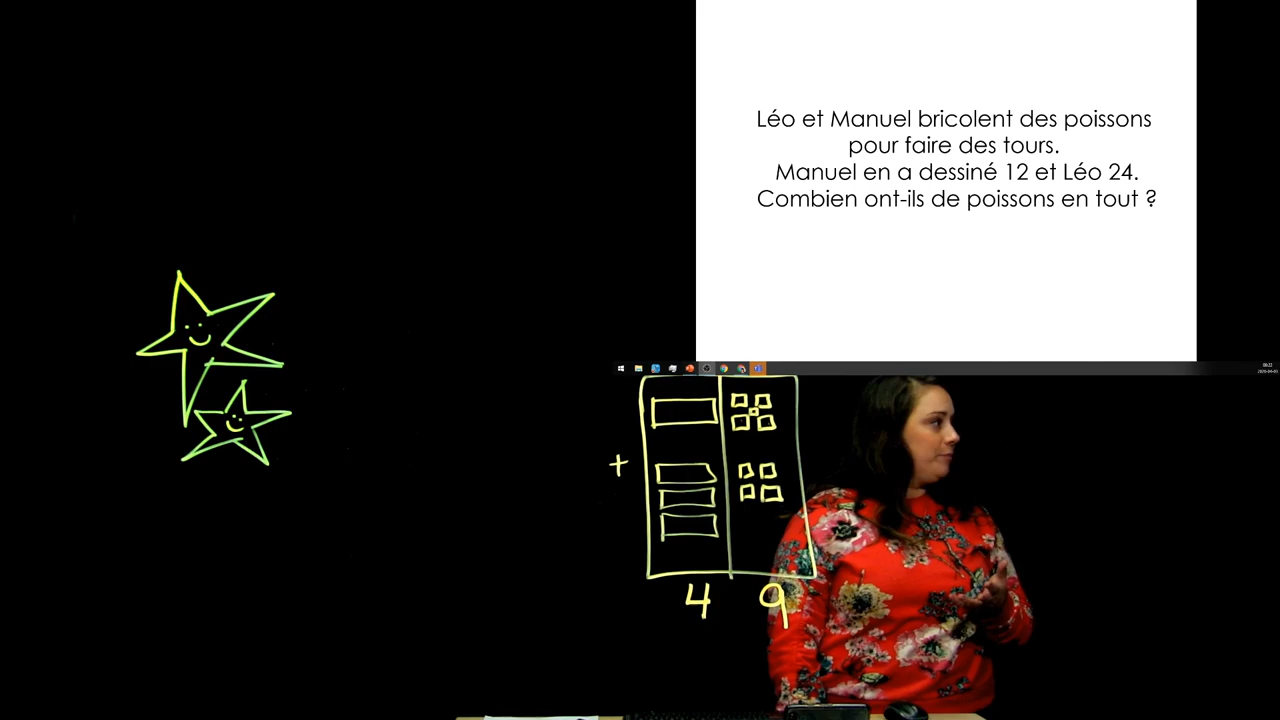 Léo et Manuel bricolent des poissons
pour faire des tours.
Manuel en a dessiné 12 et Léo 24.
Combien ont-ils de poissons en tout ?
+
4 9